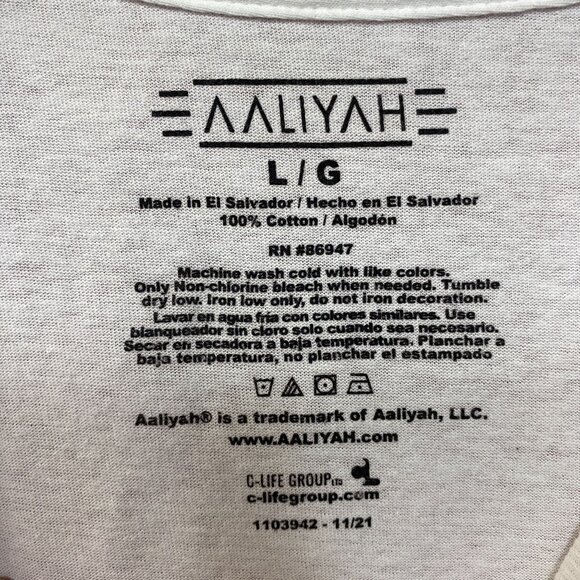 AALIYAH
L / G
Made in El Salvador / Hecho en El Salvador
100% Cotton / Algodón
RN #86947
Machine wash cold with like colors.
Only Non-chlorine bleach when needed. Tumble
dry low. Iron low only, do not iron decoration.
Lavar en agua fria con colores similares. Use
blanqueador sin cloro solo cuando sea necesario.
Secar en secadora a baja temperatura. Planchar a
baja temperatura, no planchar el estampado
Aaliyah® is a trademark of Aaliyah, LLC.
www.AALIYAH.com
C-LIFE GROUP LTD
c-lifegroup.com
1103942 - 11/21